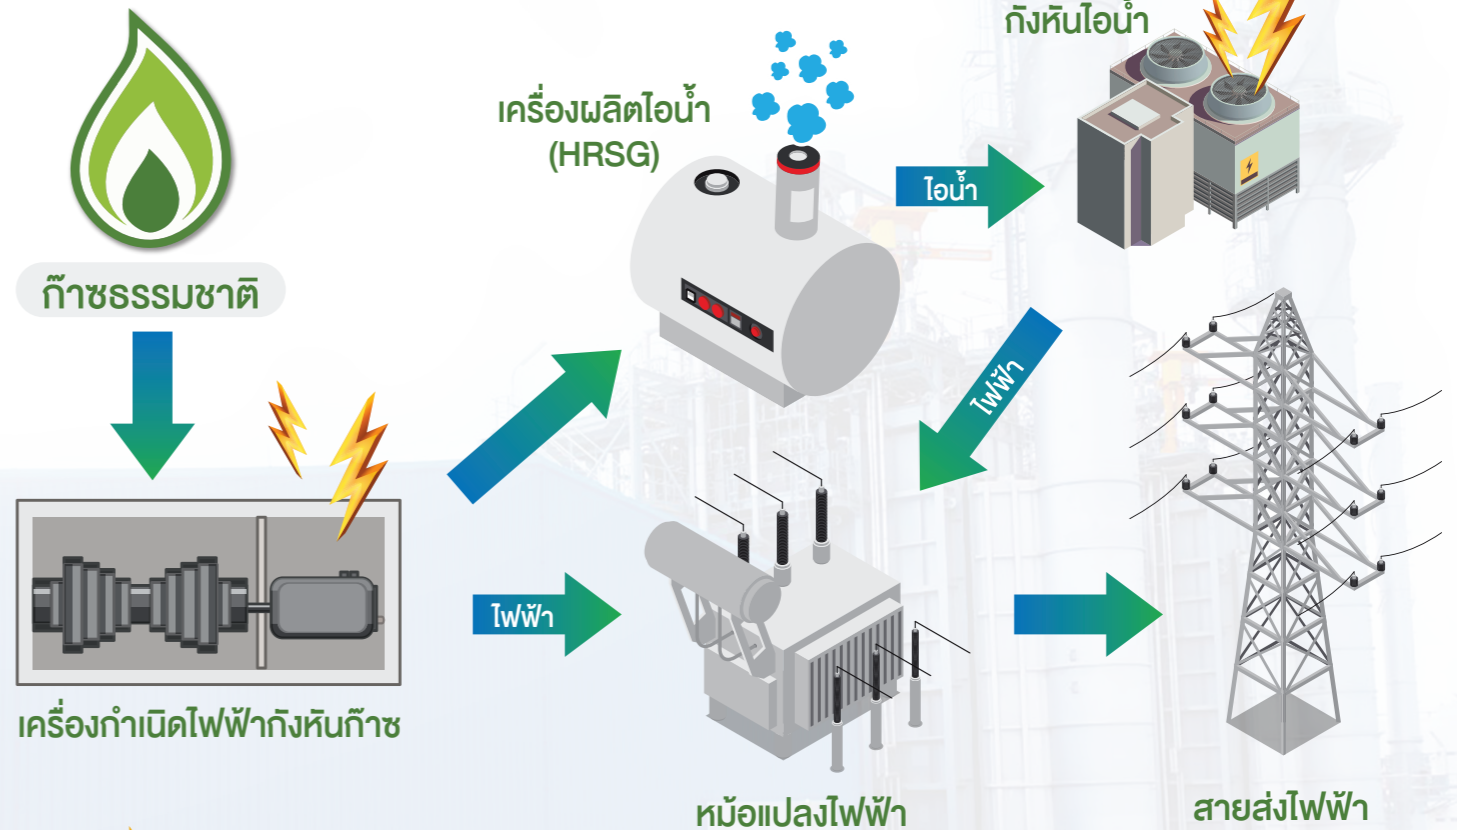 กังหันไอน้ำ
เครื่องผลิตไอน้ำ
(HRSG)
ไอน้ำ
ก๊าซธรรมชาติ
ไฟฟ้า
ไฟฟ้า
เครื่องกำเนิดไฟฟ้ากังหันก๊าซ
หม้อแปลงไฟฟ้า
สายส่งไฟฟ้า